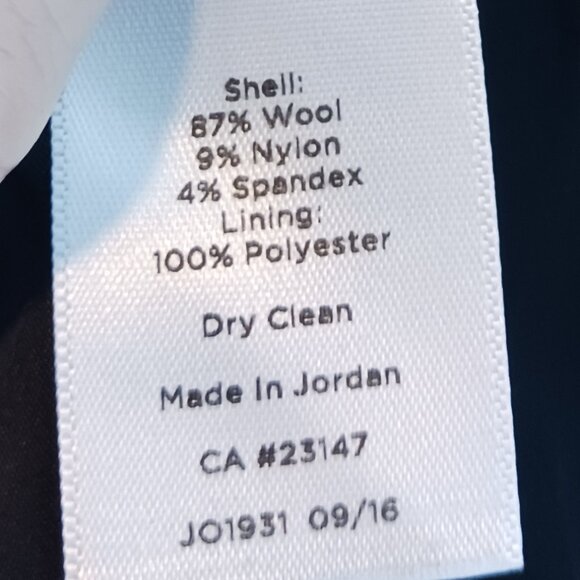 Shell:
87% Wool
9% Nylon
4% Spandex
Lining:
100% Polyester
Dry Clean
Made In Jordan
CA #23147
JO1931 09/16